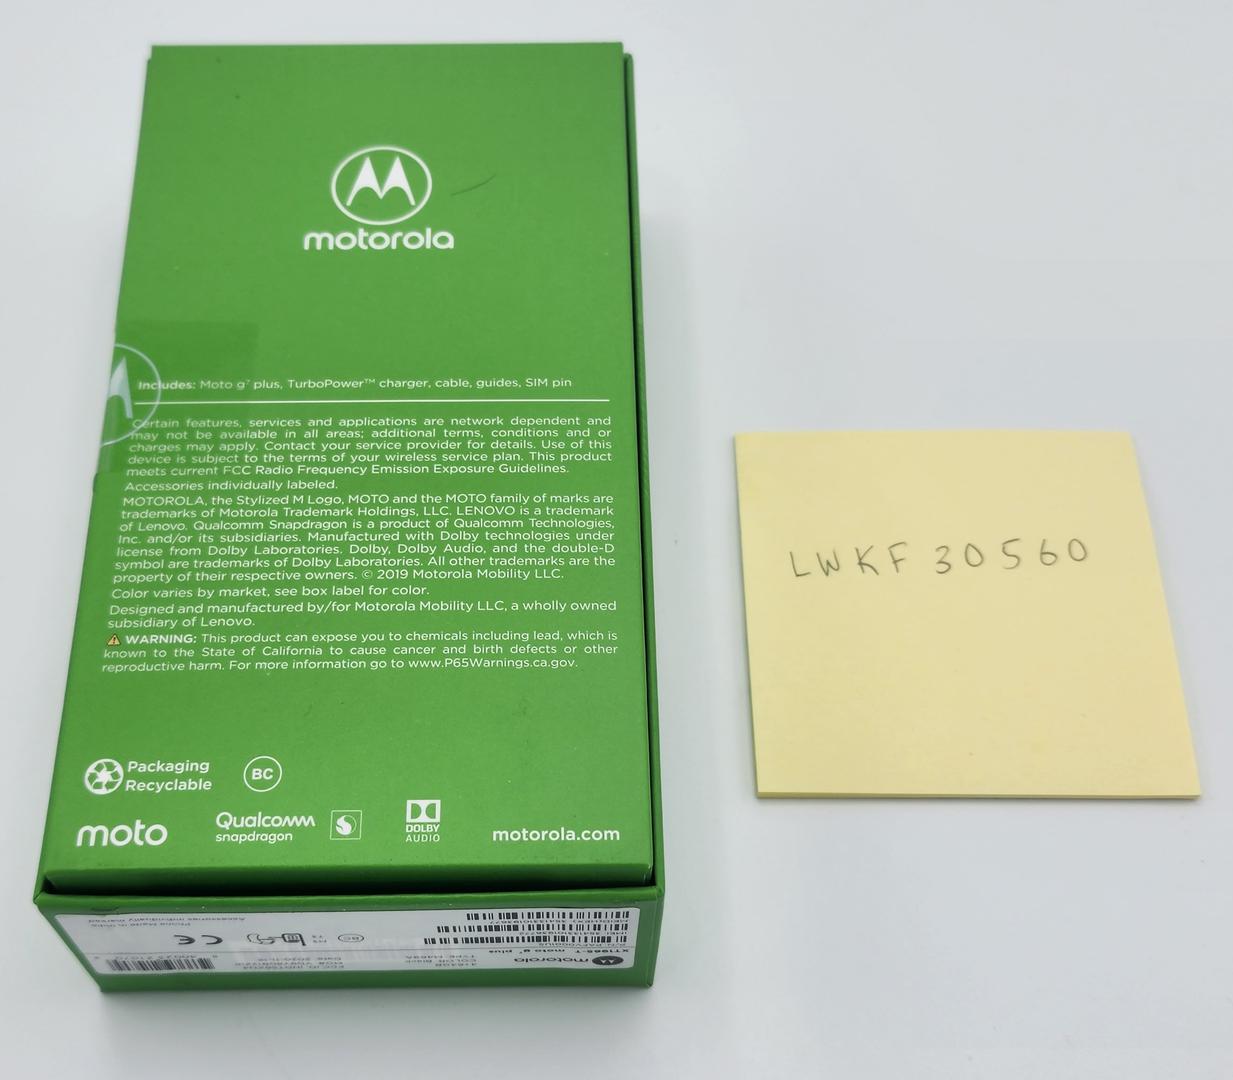 motorola
Includes: Moto g⁷ plus, TurboPower™ charger, cable, guides, SIM pin
Certain features, services and applications are network dependent and
may not be available in all areas; additional terms, conditions and or
charges may apply. Contact your service provider for details. Use of this
device is subject to the terms of your wireless service plan. This product
meets current FCC Radio Frequency Emission Exposure Guidelines.
Accessories individually labeled.
MOTOROLA, the Stylized M Logo, MOTO and the MOTO family of marks are
trademarks of Motorola Trademark Holdings, LLC. LENOVO is a trademark
of Lenovo. Qualcomm Snapdragon is a product of Qualcomm Technologies,
Inc. and/or its subsidiaries. Manufactured with Dolby technologies under
license from Dolby Laboratories. Dolby, Dolby Audio, and the double-D
symbol are trademarks of Dolby Laboratories. All other trademarks are the
property of their respective owners. © 2019 Motorola Mobility LLC.
Color varies by market, see box label for color.
Designed and manufactured by/for Motorola Mobility LLC, a wholly owned
subsidiary of Lenovo.
⚠ WARNING: This product can expose you to chemicals including lead, which is
known to the State of California to cause cancer and birth defects or other
reproductive harm. For more information go to www.P65Warnings.ca.gov.
Packaging
Recyclable
BC
moto
Qualcomm
snapdragon
DOLBY
AUDIO
motorola.com
LWKF 30560
motorola
moto g⁷ plus
CE